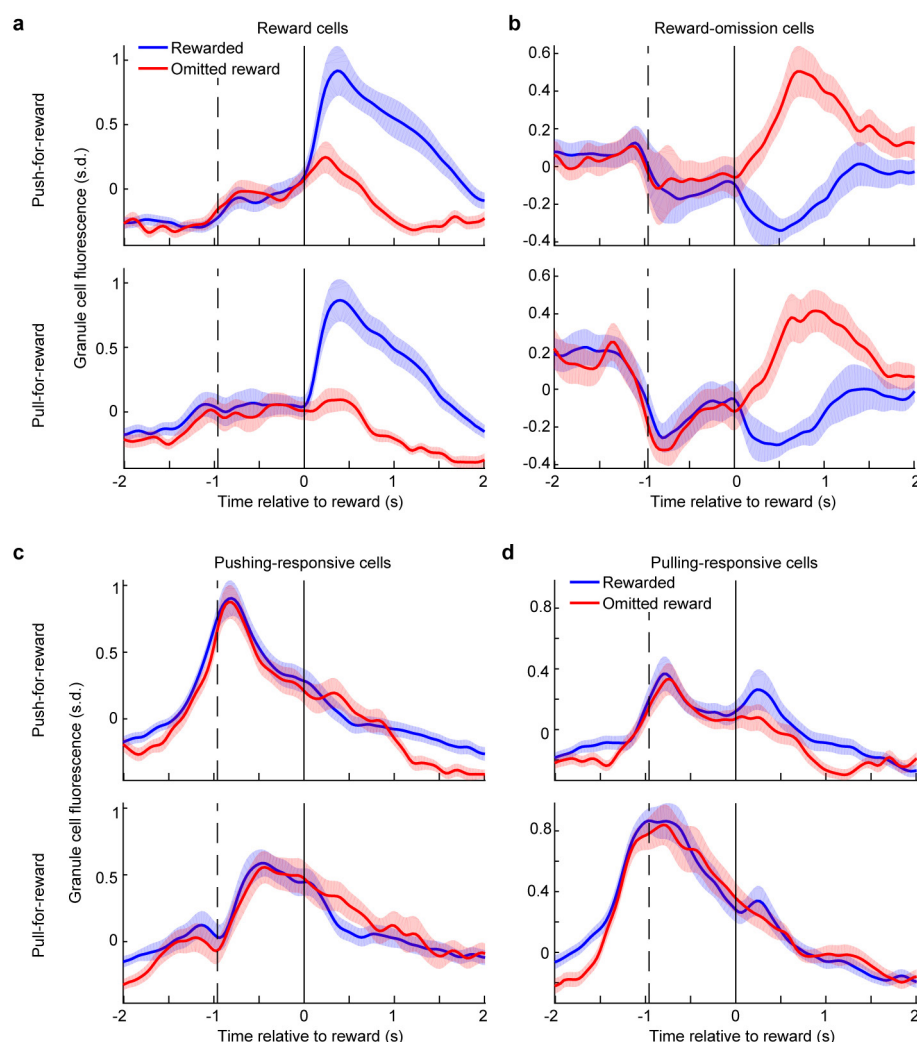 a
Reward cells
b
Reward-omission cells
Rewarded
Omitted reward
Push-for-reward
Pull-for-reward
Granule cell fluorescence (s.d.)
1
0.5
0
1
0.5
0
0.6
0.4
0.2
0
-0.2
-0.4
0.6
0.4
0.2
0
-0.2
-0.4
-2 -1 0 1 2
Time relative to reward (s)
-2 -1 0 1 2
Time relative to reward (s)
c
Pushing-responsive cells
d
Pulling-responsive cells
Rewarded
Omitted reward
Push-for-reward
Pull-for-reward
Granule cell fluorescence (s.d.)
1
0.5
0
1
0.5
0
0.8
0.4
0
0.8
0.4
0
-2 -1 0 1 2
Time relative to reward (s)
-2 -1 0 1 2
Time relative to reward (s)